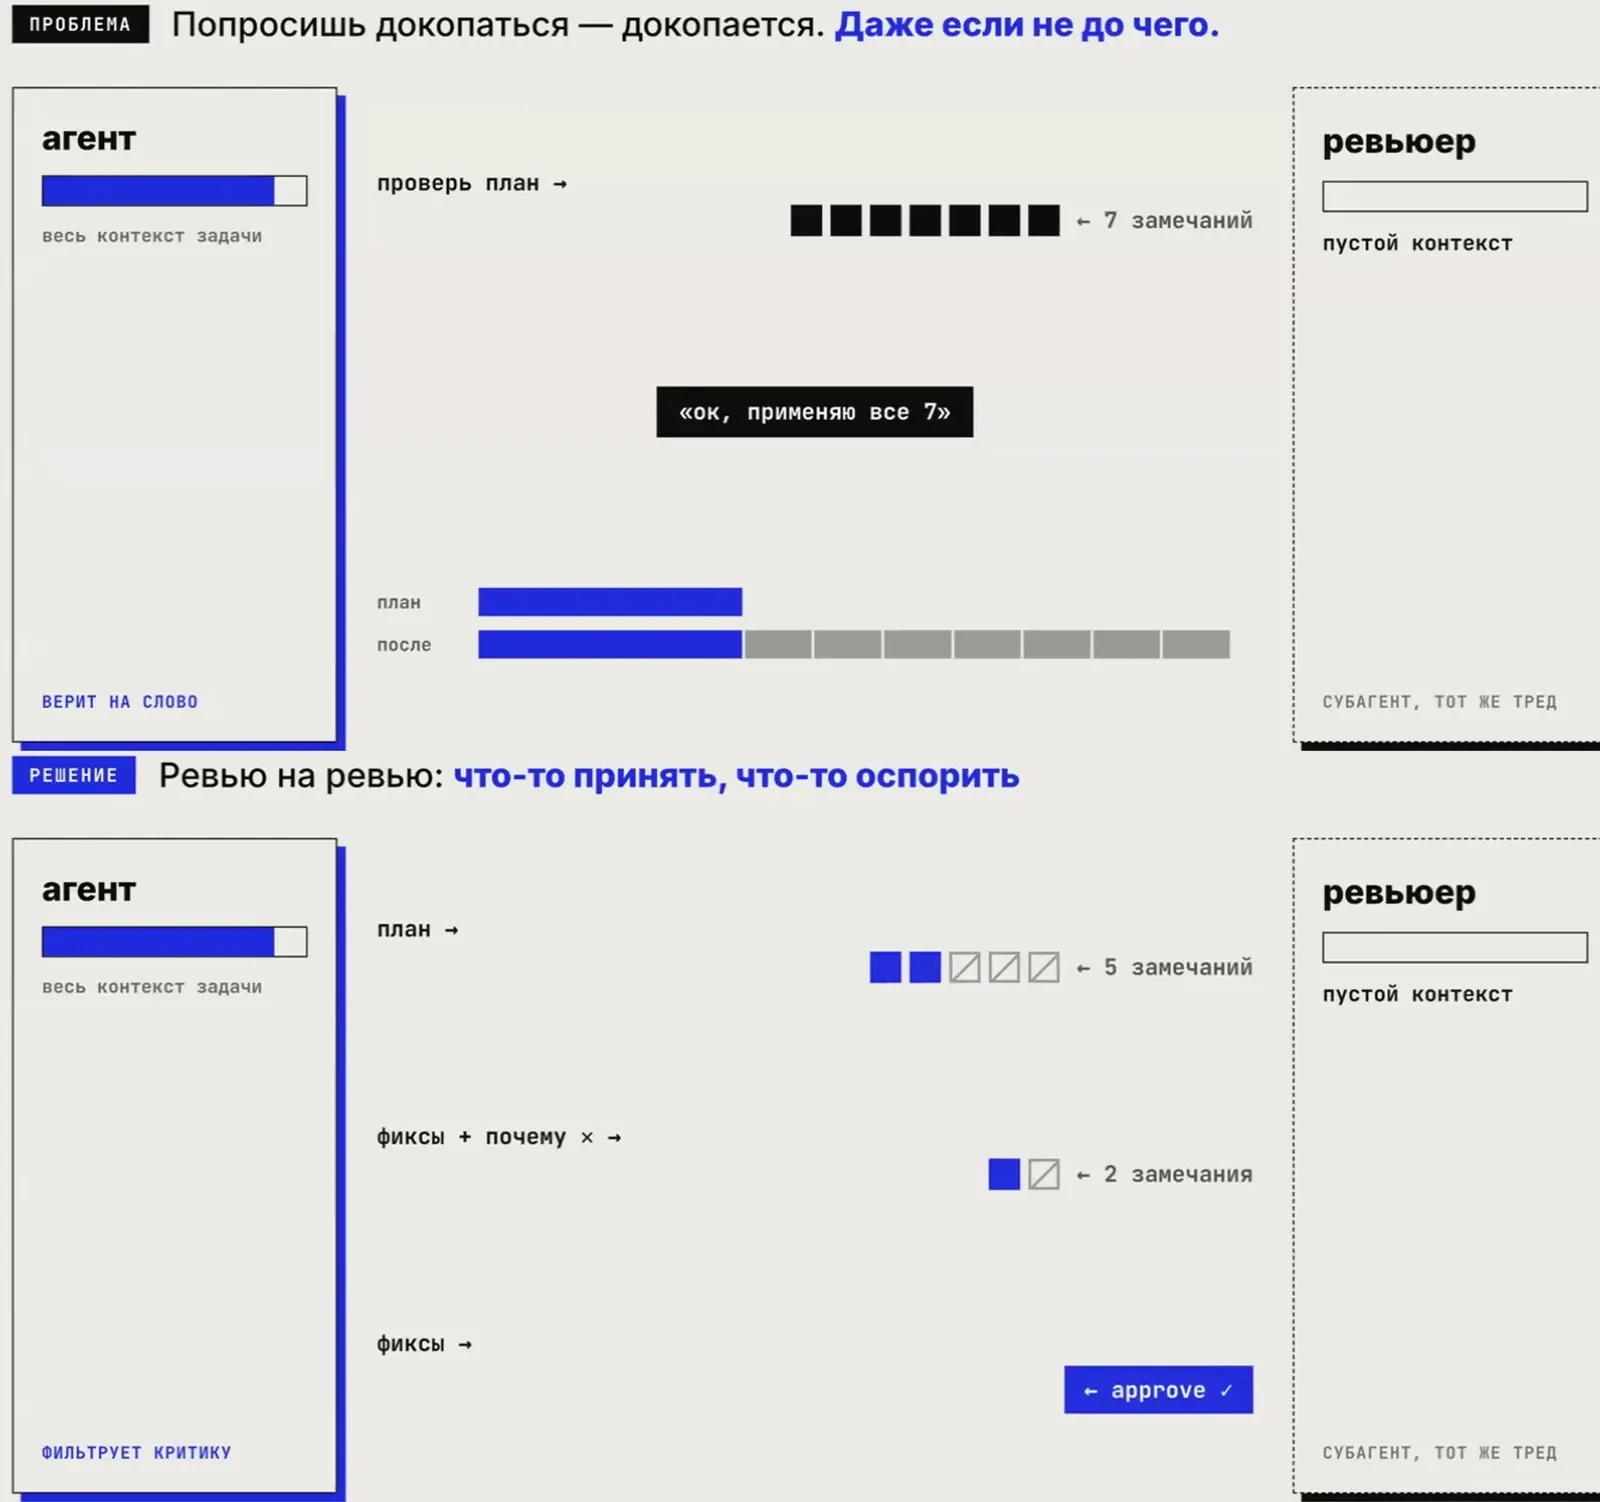 ПРОБЛЕМА
Попросишь докопаться — докопается. Даже если не до чего.
агент
весь контекст задачи
проверь план →
← 7 замечаний
«ок, применяю все 7»
план
после
ВЕРИТ НА СЛОВО
ревьюер
пустой контекст
СУБАГЕНТ, ТОТ ЖЕ ТРЕД
РЕШЕНИЕ
Ревью на ревью: что-то принять, что-то оспорить
агент
весь контекст задачи
план →
← 5 замечаний
фиксы + почему × →
← 2 замечания
фиксы →
← approve ✓
ФИЛЬТРУЕТ КРИТИКУ
ревьюер
пустой контекст
СУБАГЕНТ, ТОТ ЖЕ ТРЕД